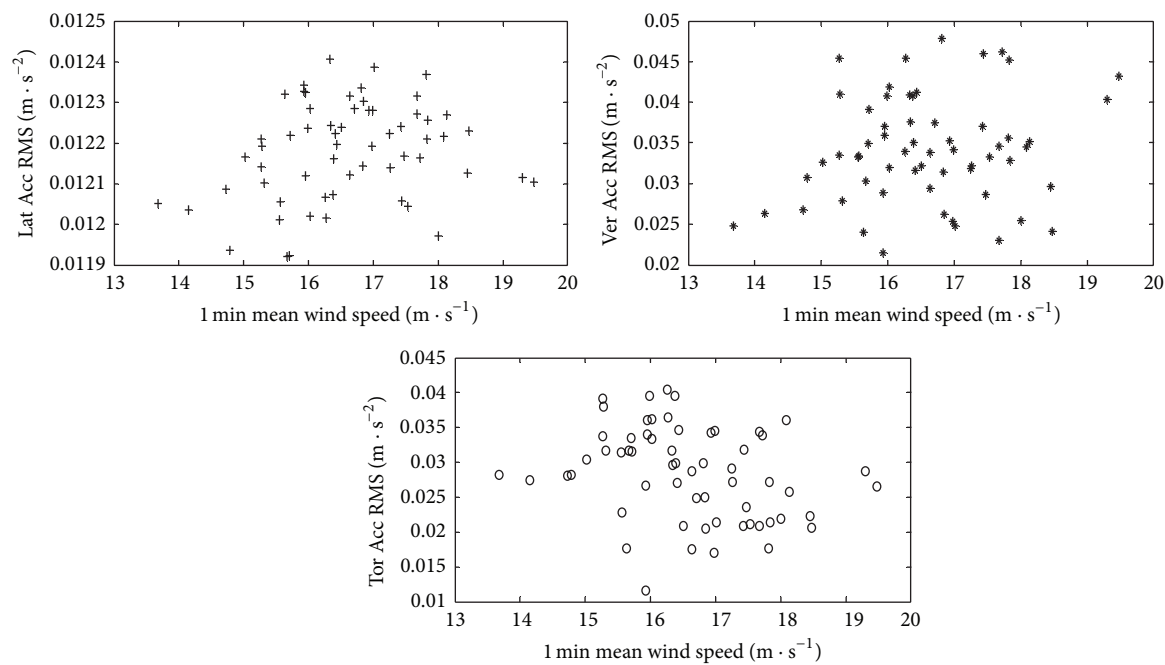 0.0125
0.0124
0.0123
0.0122
0.0121
0.012
0.0119
Lat Acc RMS (m · s⁻²)
13 14 15 16 17 18 19 20
1 min mean wind speed (m · s⁻¹)
0.05
0.045
0.04
0.035
0.03
0.025
0.02
Ver Acc RMS (m · s⁻²)
13 14 15 16 17 18 19 20
1 min mean wind speed (m · s⁻¹)
0.045
0.04
0.035
0.030
0.025
0.02
0.015
0.01
Tor Acc RMS (m · s⁻²)
13 14 15 16 17 18 19 20
1 min mean wind speed (m · s⁻¹)